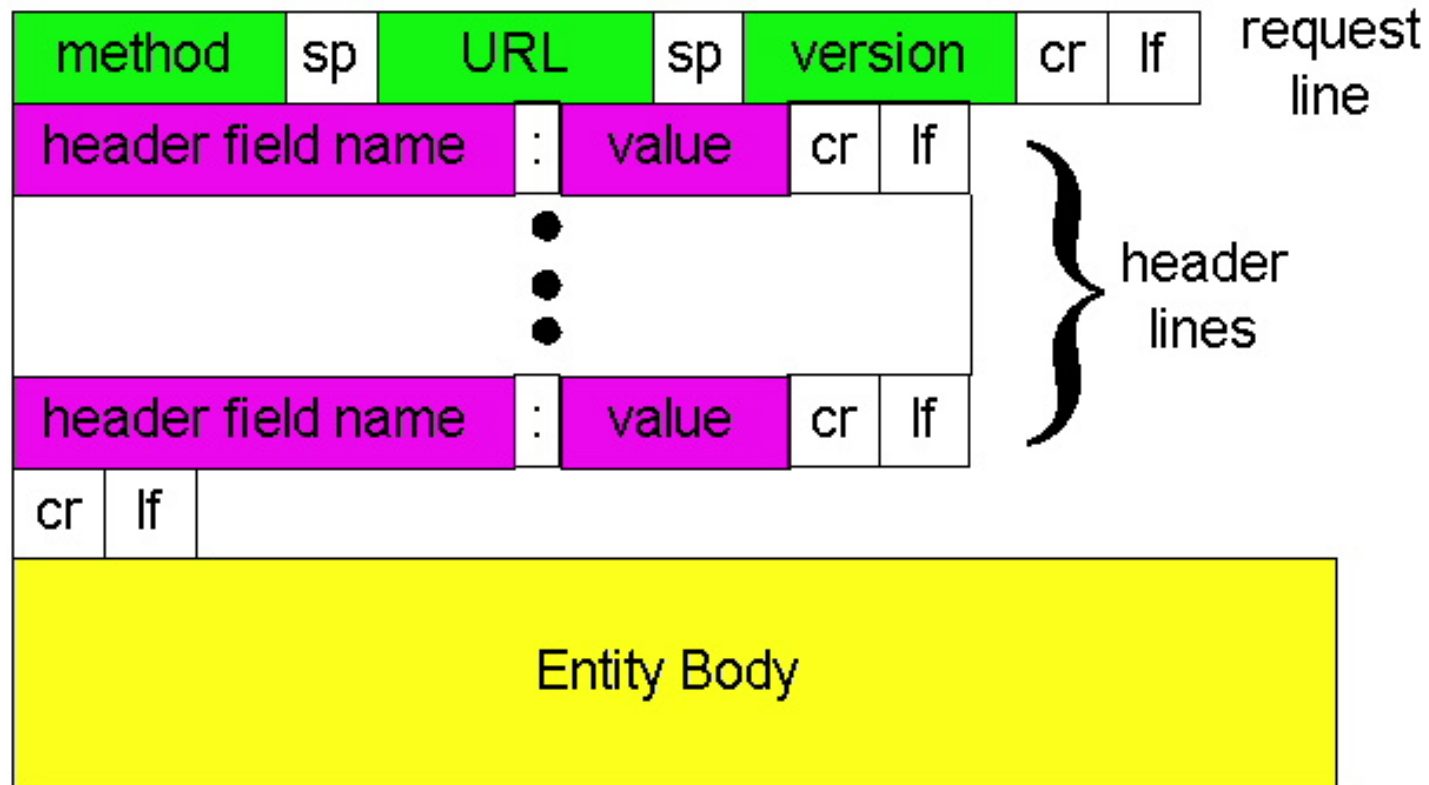 method sp URL sp version cr lf
request
line
header field name : value cr lf
header
lines
header field name : value cr lf
cr lf
Entity Body